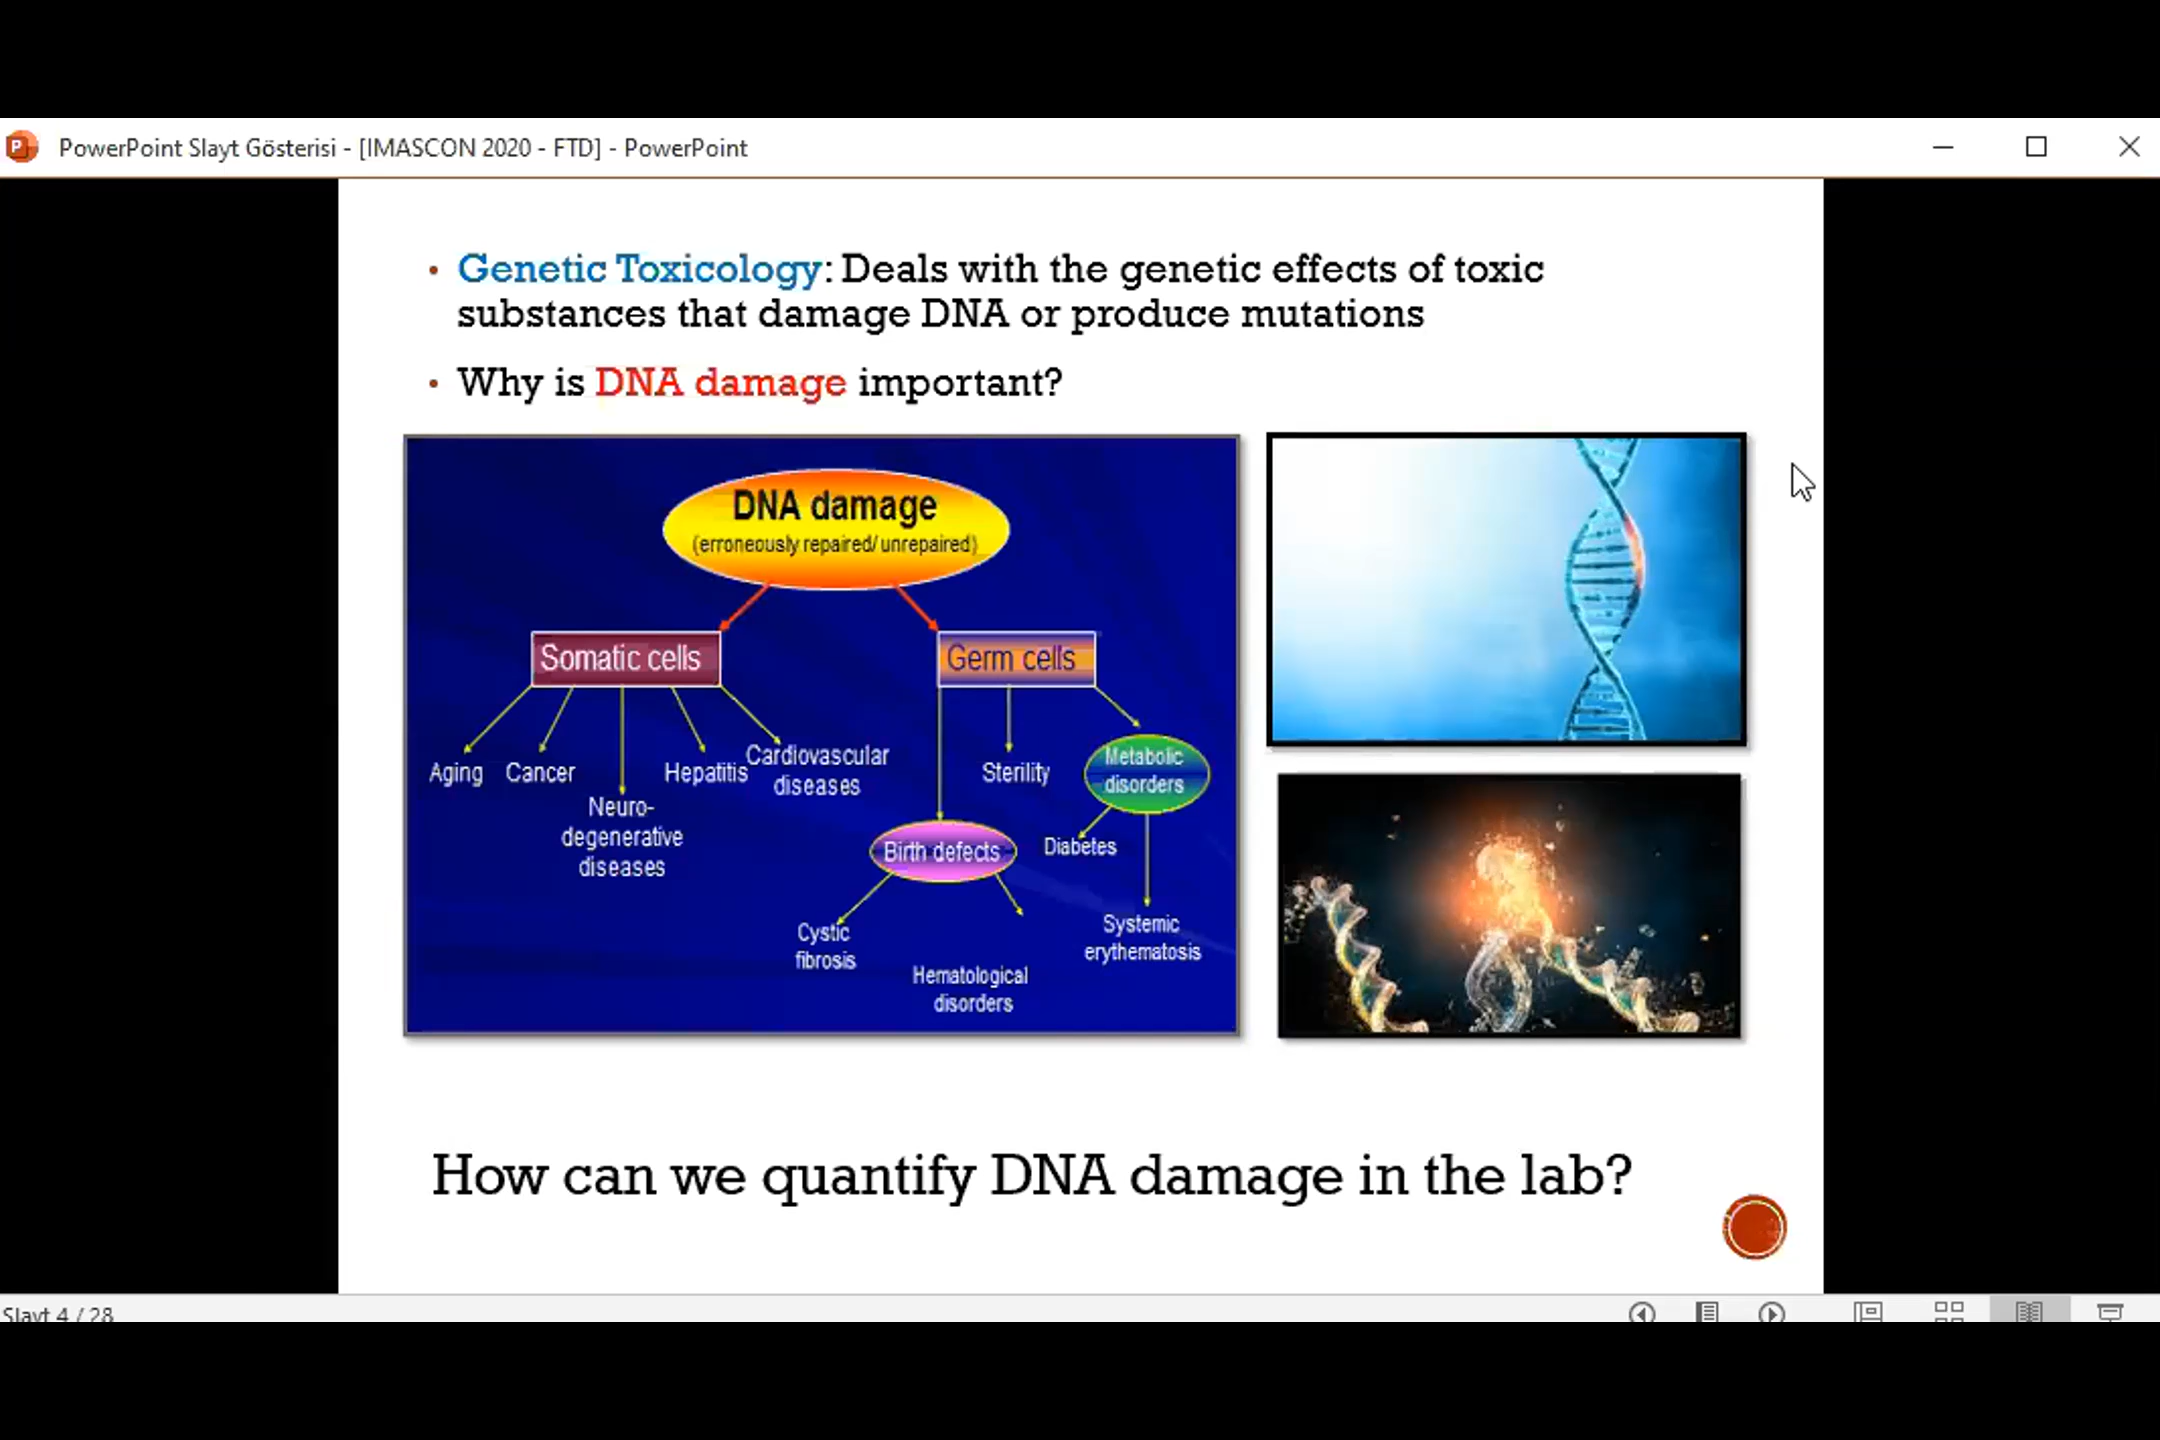 PowerPoint Slayt Gösterisi - [IMASCON 2020 - FTD] - PowerPoint
• Genetic Toxicology: Deals with the genetic effects of toxic
substances that damage DNA or produce mutations
• Why is DNA damage important?
DNA damage
(erroneously repaired/ unrepaired)
Somatic cells
Germ cells
Aging
Cancer
Neuro-
degenerative
diseases
Hepatitis
Cardiovascular
diseases
Sterility
Metabolic
disorders
Birth defects
Diabetes
Cystic
fibrosis
Hematological
disorders
Systemic
erythematosis
How can we quantify DNA damage in the lab?
Slayt 4 / 28